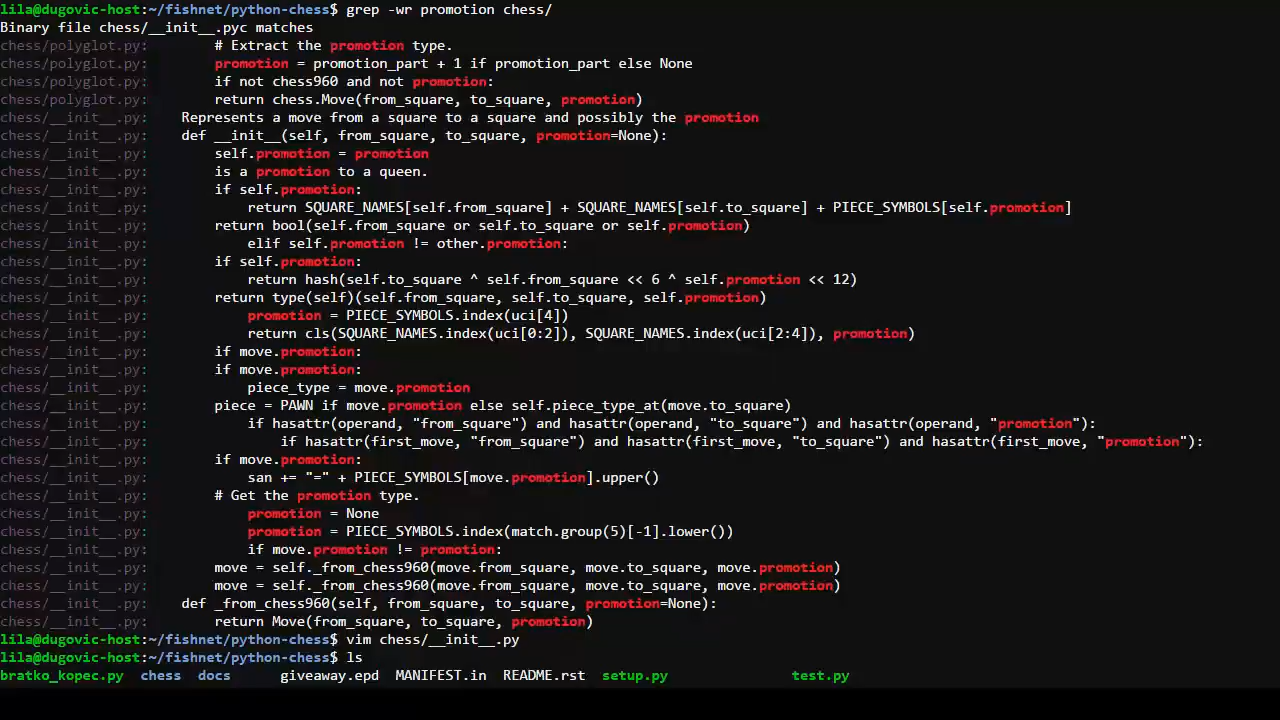 lila@dugovic-host:~/fishnet/python-chess$ grep -wr promotion chess/
Binary file chess/__init__.pyc matches
chess/polyglot.py:        # Extract the promotion type.
chess/polyglot.py:        promotion = promotion_part + 1 if promotion_part else None
chess/polyglot.py:        if not chess960 and not promotion:
chess/polyglot.py:        return chess.Move(from_square, to_square, promotion)
chess/__init__.py:    Represents a move from a square to a square and possibly the promotion
chess/__init__.py:    def __init__(self, from_square, to_square, promotion=None):
chess/__init__.py:        self.promotion = promotion
chess/__init__.py:        is a promotion to a queen.
chess/__init__.py:        if self.promotion:
chess/__init__.py:            return SQUARE_NAMES[self.from_square] + SQUARE_NAMES[self.to_square] + PIECE_SYMBOLS[self.promotion]
chess/__init__.py:        return bool(self.from_square or self.to_square or self.promotion)
chess/__init__.py:            elif self.promotion != other.promotion:
chess/__init__.py:        if self.promotion:
chess/__init__.py:            return hash(self.to_square ^ self.from_square << 6 ^ self.promotion << 12)
chess/__init__.py:        return type(self)(self.from_square, self.to_square, self.promotion)
chess/__init__.py:            promotion = PIECE_SYMBOLS.index(uci[4])
chess/__init__.py:            return cls(SQUARE_NAMES.index(uci[0:2]), SQUARE_NAMES.index(uci[2:4]), promotion)
chess/__init__.py:        if move.promotion:
chess/__init__.py:        if move.promotion:
chess/__init__.py:            piece_type = move.promotion
chess/__init__.py:        piece = PAWN if move.promotion else self.piece_type_at(move.to_square)
chess/__init__.py:            if hasattr(operand, "from_square") and hasattr(operand, "to_square") and hasattr(operand, "promotion"):
chess/__init__.py:                if hasattr(first_move, "from_square") and hasattr(first_move, "to_square") and hasattr(first_move, "promotion"):
chess/__init__.py:        if move.promotion:
chess/__init__.py:            san += "=" + PIECE_SYMBOLS[move.promotion].upper()
chess/__init__.py:        # Get the promotion type.
chess/__init__.py:            promotion = None
chess/__init__.py:            promotion = PIECE_SYMBOLS.index(match.group(5)[-1].lower())
chess/__init__.py:            if move.promotion != promotion:
chess/__init__.py:        move = self._from_chess960(move.from_square, move.to_square, move.promotion)
chess/__init__.py:        move = self._from_chess960(move.from_square, move.to_square, move.promotion)
chess/__init__.py:    def _from_chess960(self, from_square, to_square, promotion=None):
chess/__init__.py:        return Move(from_square, to_square, promotion)
lila@dugovic-host:~/fishnet/python-chess$ vim chess/__init__.py
lila@dugovic-host:~/fishnet/python-chess$ ls
bratko_kopec.py  chess  docs      giveaway.epd  MANIFEST.in  README.rst  setup.py               test.py